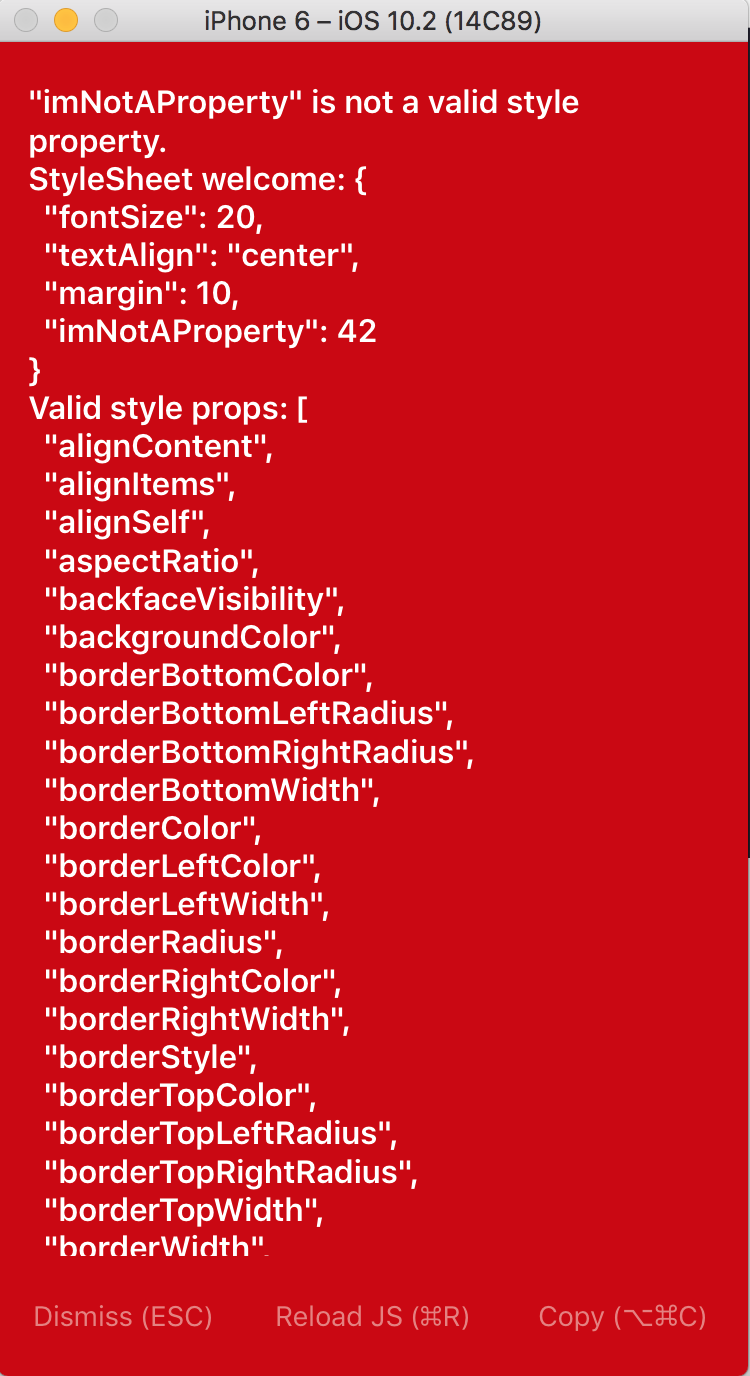 iPhone 6 – iOS 10.2 (14C89)
"imNotAProperty" is not a valid style
property.
StyleSheet welcome: {
  "fontSize": 20,
  "textAlign": "center",
  "margin": 10,
  "imNotAProperty": 42
}
Valid style props: [
  "alignContent",
  "alignItems",
  "alignSelf",
  "aspectRatio",
  "backfaceVisibility",
  "backgroundColor",
  "borderBottomColor",
  "borderBottomLeftRadius",
  "borderBottomRightRadius",
  "borderBottomWidth",
  "borderColor",
  "borderLeftColor",
  "borderLeftWidth",
  "borderRadius",
  "borderRightColor",
  "borderRightWidth",
  "borderStyle",
  "borderTopColor",
  "borderTopLeftRadius",
  "borderTopRightRadius",
  "borderTopWidth",
  "borderWidth",
Dismiss (ESC) Reload JS (⌘R) Copy (⌥⌘C)